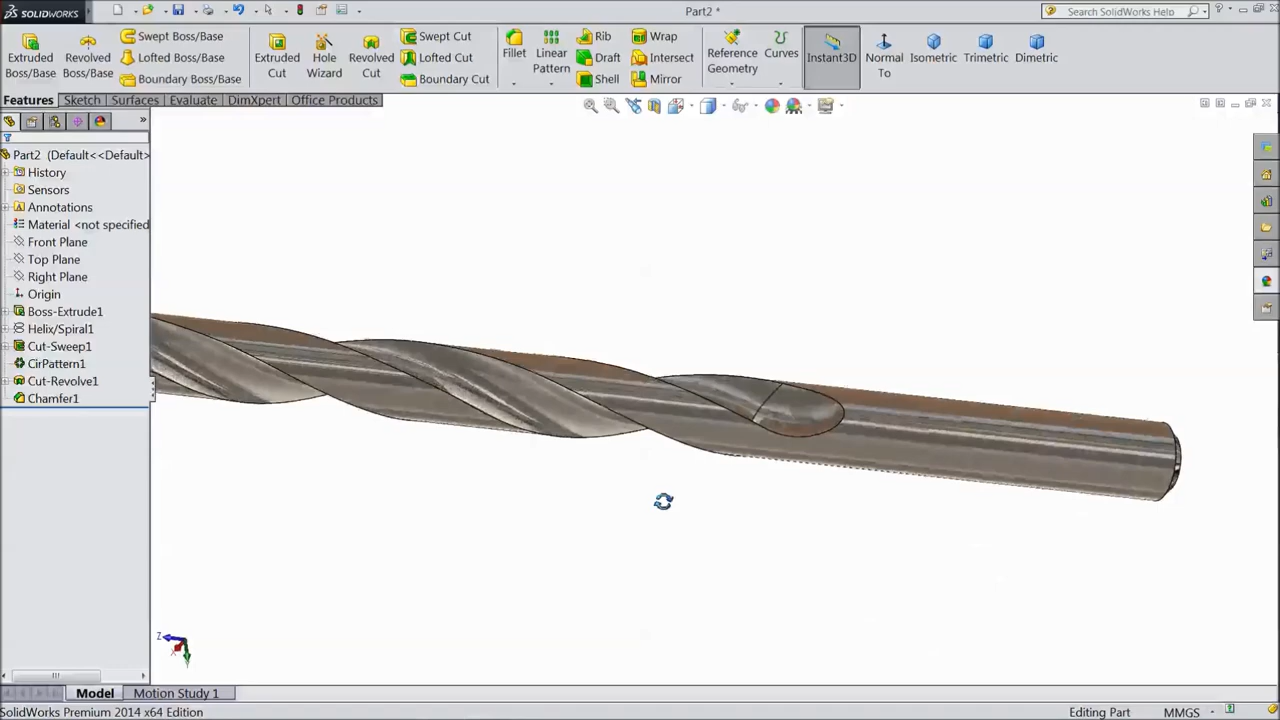 SOLIDWORKS
Part2 *
Search SolidWorks Help
Extruded Boss/Base
Revolved Boss/Base
Swept Boss/Base
Lofted Boss/Base
Boundary Boss/Base
Extruded Cut
Hole Wizard
Revolved Cut
Swept Cut
Lofted Cut
Boundary Cut
Fillet
Linear Pattern
Rib
Draft
Shell
Wrap
Intersect
Mirror
Reference Geometry
Curves
Instant3D
Normal To
Isometric
Trimetric
Dimetric
Features
Sketch
Surfaces
Evaluate
DimXpert
Office Products
Part2 (Default<<Default>
History
Sensors
Annotations
Material <not specified
Front Plane
Top Plane
Right Plane
Origin
Boss-Extrude1
Helix/Spiral1
Cut-Sweep1
CirPattern1
Cut-Revolve1
Chamfer1
Z
X
Y
Model
Motion Study 1
SolidWorks Premium 2014 x64 Edition
Editing Part
MMGS